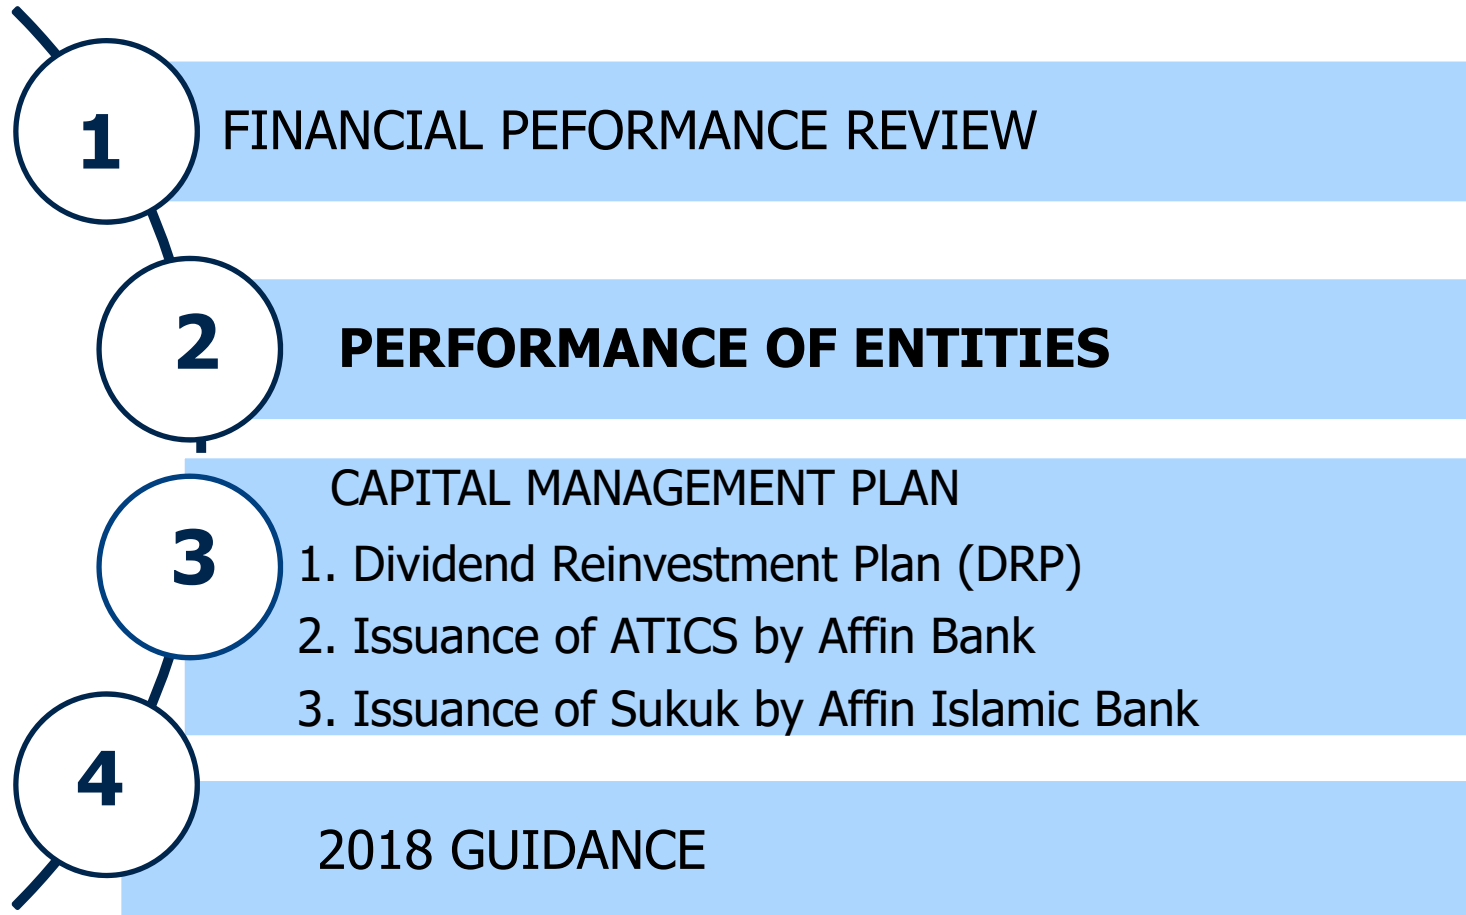 1
FINANCIAL PEFORMANCE REVIEW
2
PERFORMANCE OF ENTITIES
3
CAPITAL MANAGEMENT PLAN
1. Dividend Reinvestment Plan (DRP)
2. Issuance of ATICS by Affin Bank
3. Issuance of Sukuk by Affin Islamic Bank
4
2018 GUIDANCE